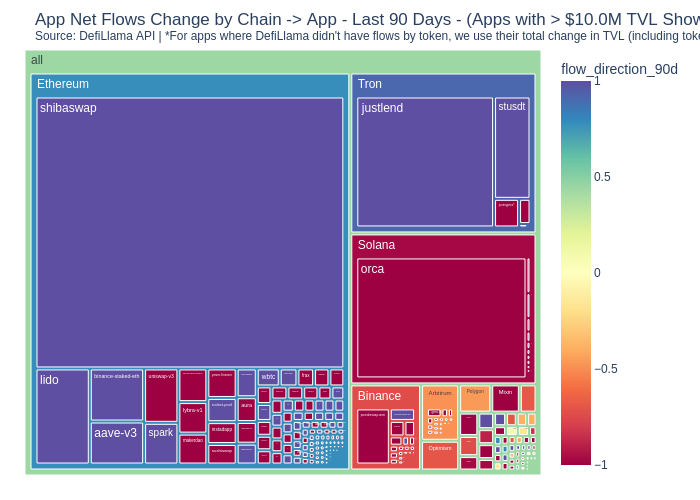 App Net Flows Change by Chain -> App - Last 90 Days - (Apps with > $10.0M TVL Show
Source: DefiLlama API | *For apps where DefiLlama didn't have flows by token, we use their total change in TVL (including toke
all
Ethereum
shibaswap
lido
binance-staked-eth
aave-v3
uniswap-v3
spark
lybra-v1
makerdao
instadapp
aura
wbtc
frax
Tron
justlend
stusdt
Solana
orca
Binance
Arbitrum
Optimism
Polygon
Mixin
flow_direction_90d
1
0.5
0
−0.5
−1